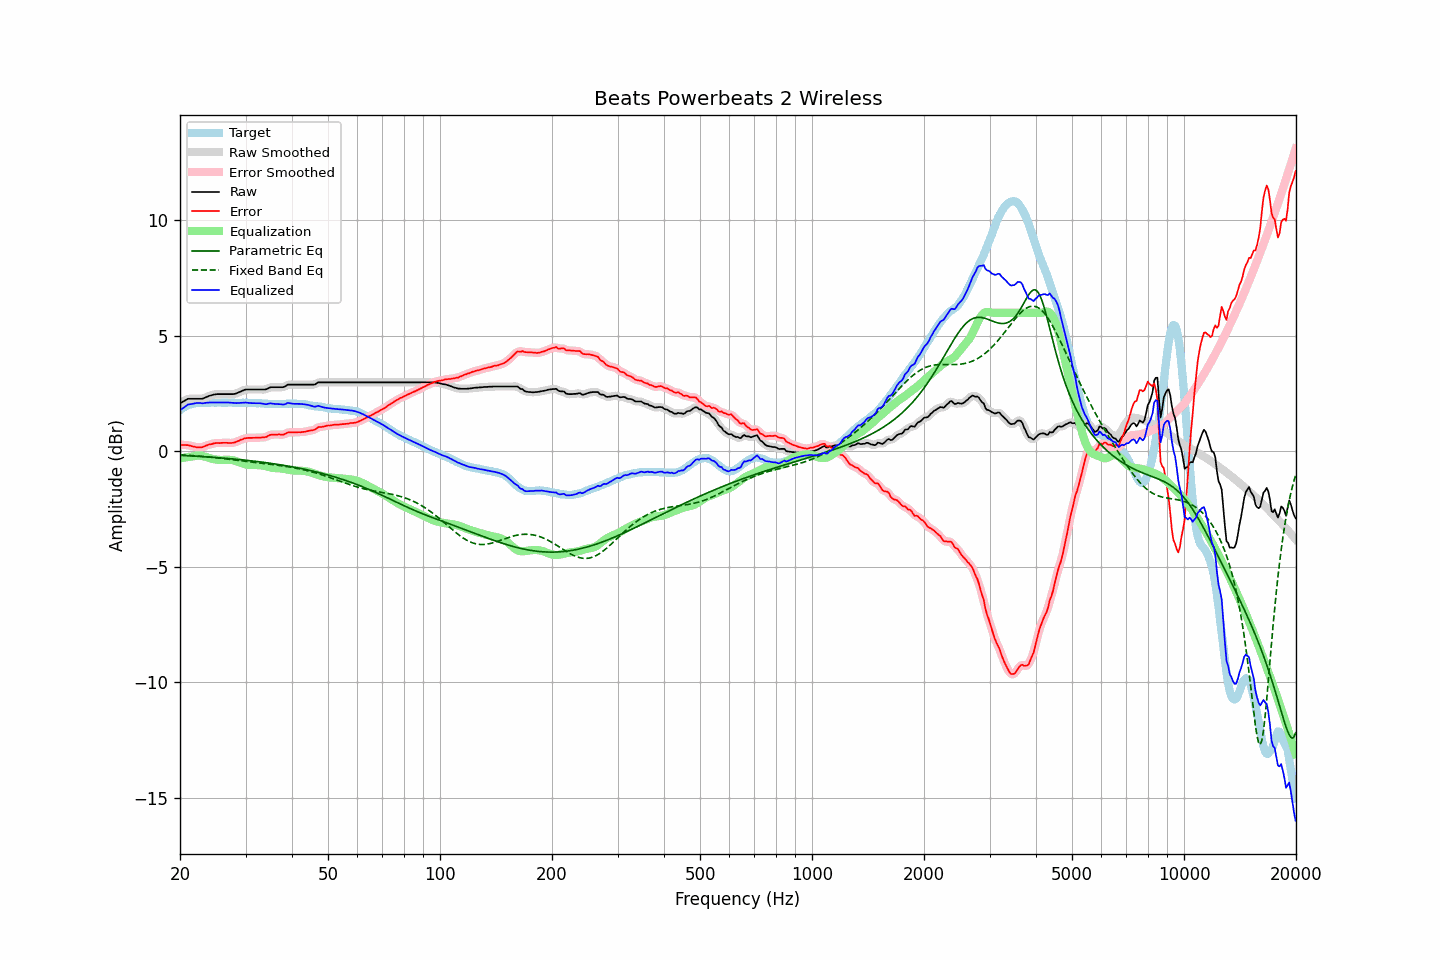 Beats Powerbeats 2 Wireless
Target
Raw Smoothed
Error Smoothed
Raw
Error
Equalization
Parametric Eq
Fixed Band Eq
Equalized
Amplitude (dBr)
10
5
0
−5
−10
−15
20
50
100
200
500
1000
2000
5000
10000
20000
Frequency (Hz)